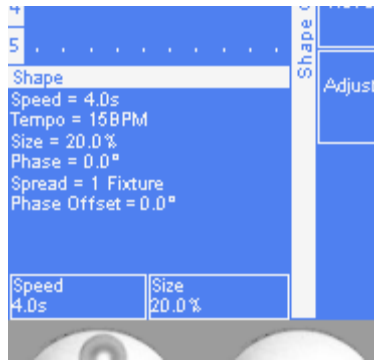 5 . . . . . . . . . .
Shape
Speed = 4.0s
Tempo = 15BPM
Size = 20.0%
Phase = 0.0°
Spread = 1 Fixture
Phase Offset = 0.0°
Speed
4.0s
Size
20.0%
Shape
Adjust